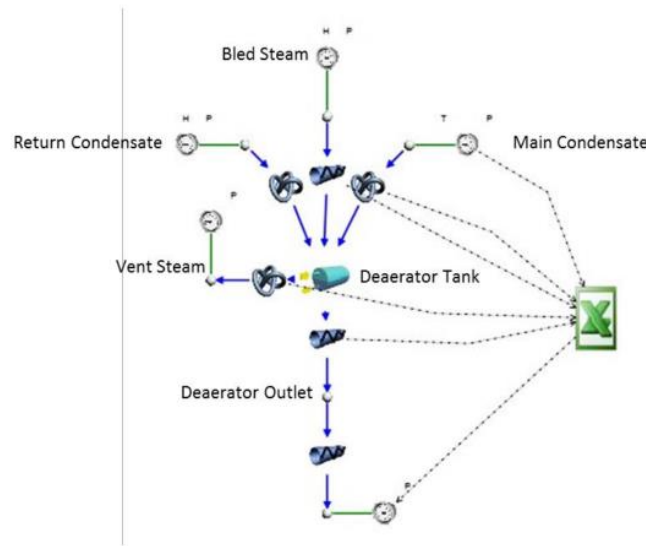 H P
Bled Steam
H P
Return Condensate
T P
Main Condensate
P
Vent Steam
Deaerator Tank
X
Deaerator Outlet
P